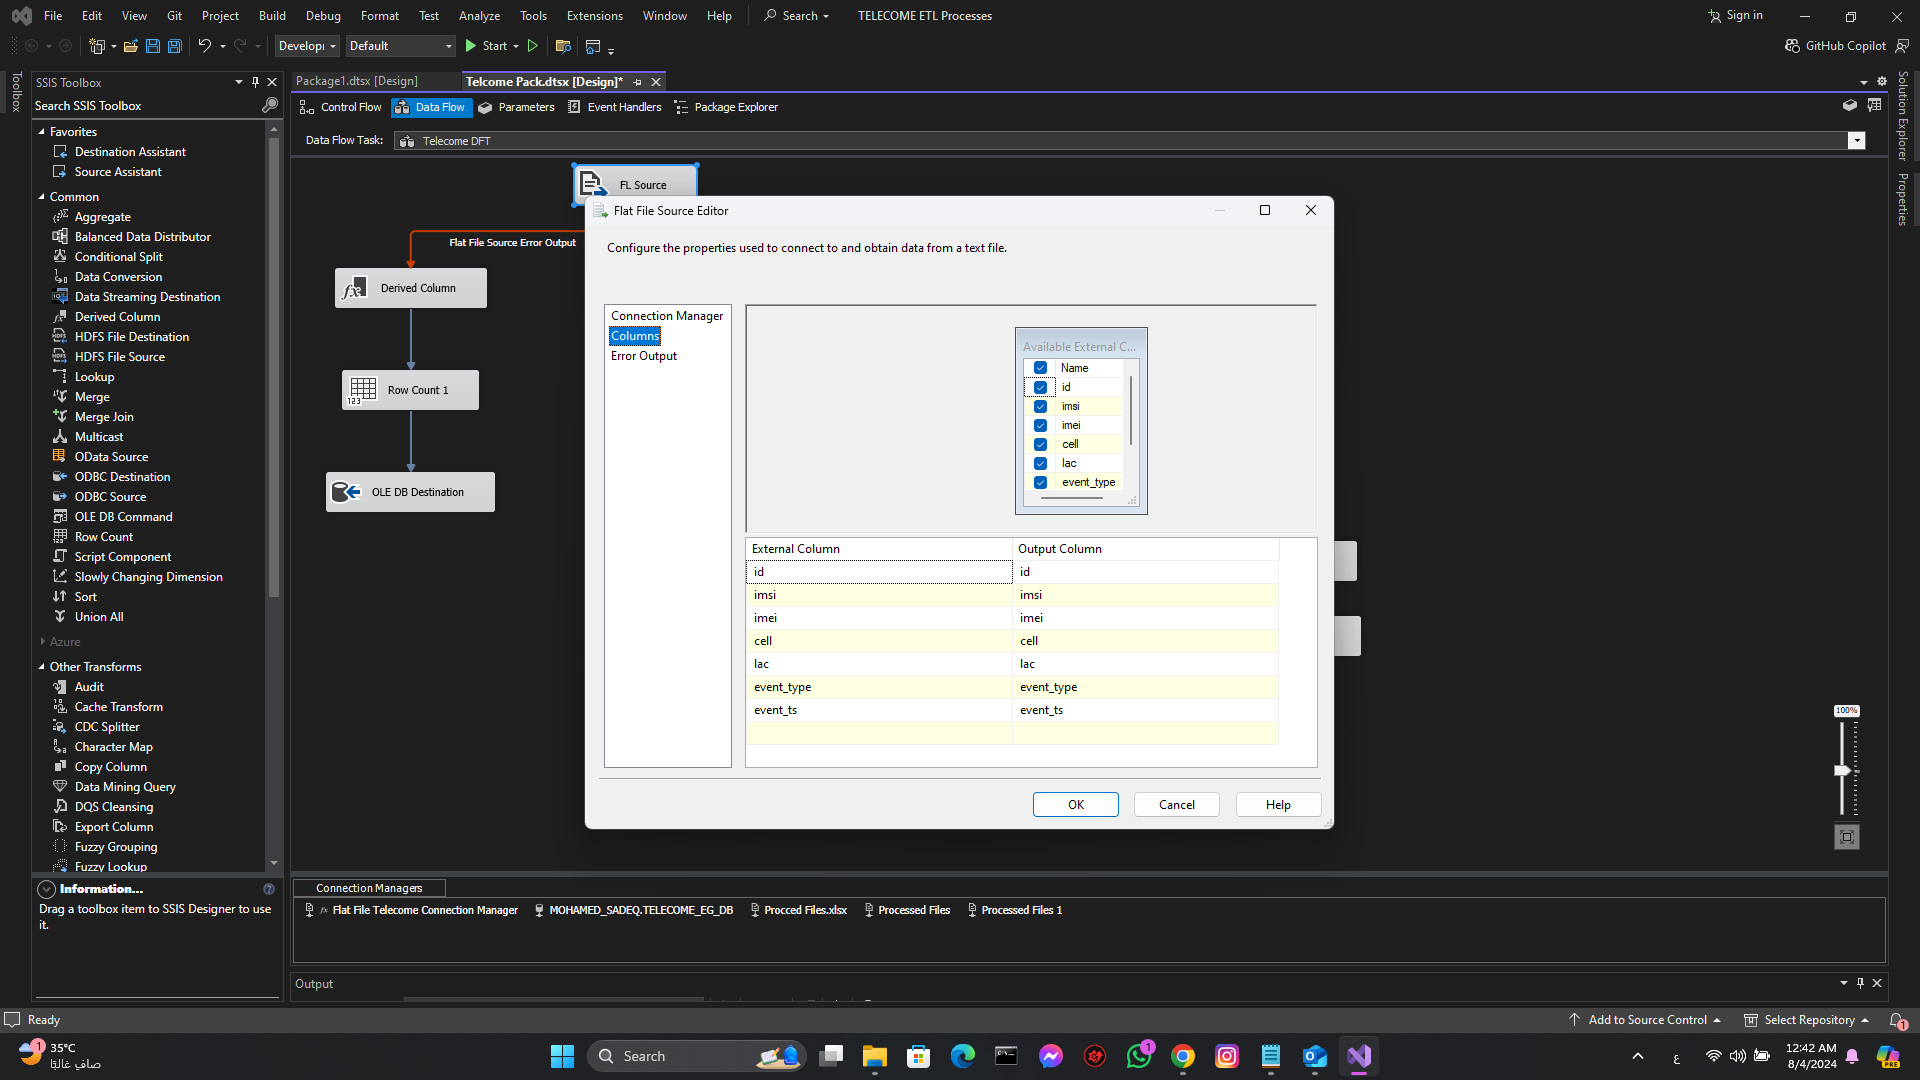 File Edit View Git Project Build Debug Format Test Analyze Tools Extensions Window Help Search TELECOME ETL Processes Sign in
Developi Default Start GitHub Copilot
SSIS Toolbox
Search SSIS Toolbox
Favorites
Destination Assistant
Source Assistant
Common
Aggregate
Balanced Data Distributor
Conditional Split
Data Conversion
Data Streaming Destination
Derived Column
HDFS File Destination
HDFS File Source
Lookup
Merge
Merge Join
Multicast
OData Source
ODBC Destination
ODBC Source
OLE DB Command
Row Count
Script Component
Slowly Changing Dimension
Sort
Union All
Azure
Other Transforms
Audit
Cache Transform
CDC Splitter
Character Map
Copy Column
Data Mining Query
DQS Cleansing
Export Column
Fuzzy Grouping
Fuzzy Lookup
Information...
Drag a toolbox item to SSIS Designer to use
it.
Toolbox
Package1.dtsx [Design]
Telcome Pack.dtsx [Design]*
Control Flow Data Flow Parameters Event Handlers Package Explorer
Data Flow Task: Telecome DFT
FL Source
Flat File Source Error Output
Derived Column
Row Count 1
123
OLE DB Destination
Flat File Source Editor
Configure the properties used to connect to and obtain data from a text file.
Connection Manager
Columns
Error Output
Available External C...
Name
id
imsi
imei
cell
lac
event_type
External Column Output Column
id id
imsi imsi
imei imei
cell cell
lac lac
event_type event_type
event_ts event_ts
OK Cancel Help
100%
Solution Explorer
Properties
Connection Managers
Flat File Telecome Connection Manager MOHAMED_SADEQ.TELECOME_EG_DB Procced Files.xlsx Processed Files Processed Files 1
Output
Ready Add to Source Control Select Repository 1
1 35°C
صافٍ غالبًا
Search
1
ع
12:42 AM
8/4/2024
PRE